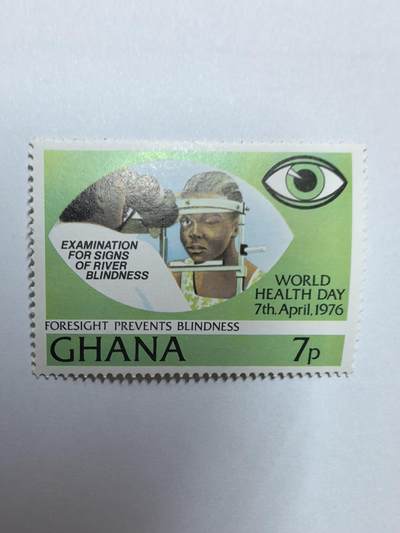 EXAMINATION
FOR SIGNS
OF RIVER
BLINDNESS
WORLD
HEALTH DAY
7th. April, 1976
FORESIGHT PREVENTS BLINDNESS
GHANA 7p